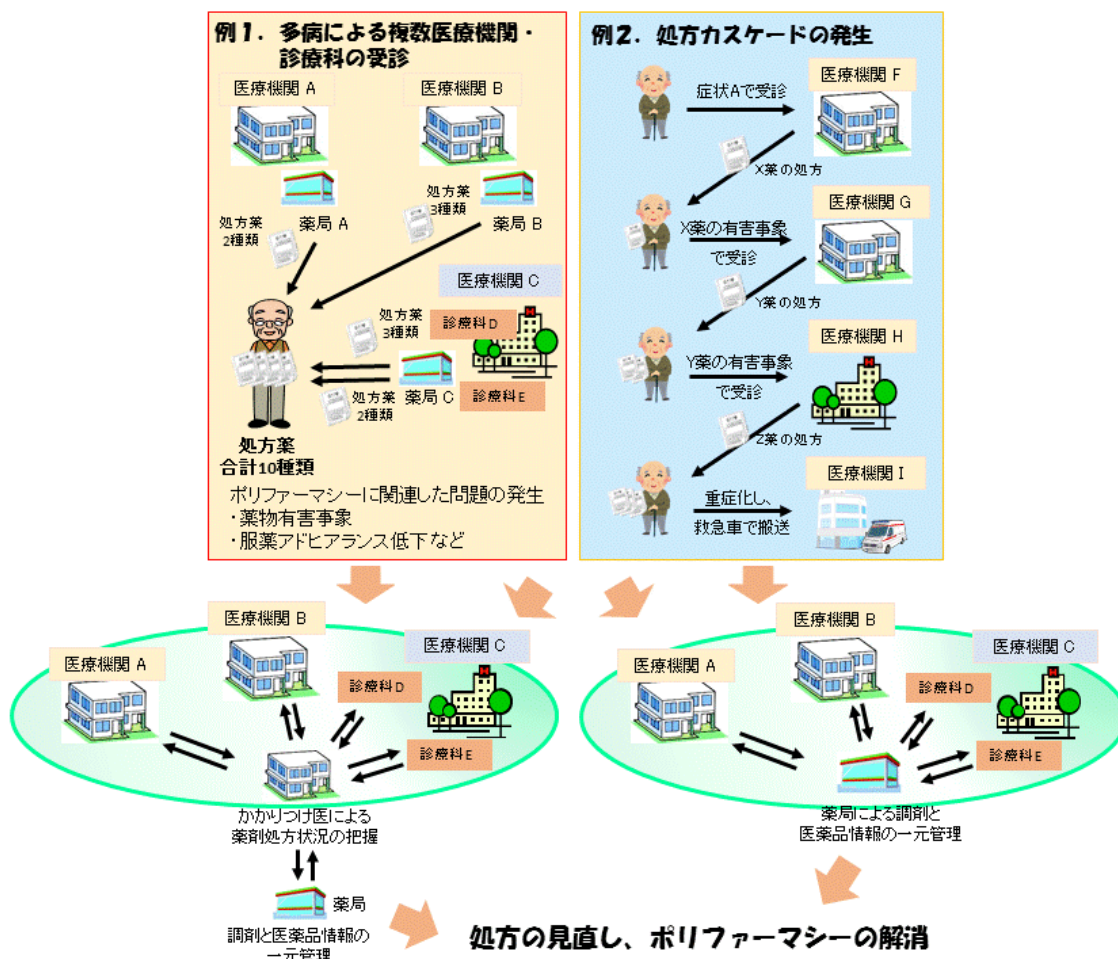 例1．多病による複数医療機関・
診療科の受診
医療機関 A
医療機関 B
処方薬
2種類
薬局 A
処方薬
3種類
薬局 B
医療機関 C
処方薬
3種類
診療科D
薬局 C
診療科E
処方薬
2種類
処方薬
合計10種類
ポリファーマシーに関連した問題の発生
・薬物有害事象
・服薬アドヒアランス低下など
例2．処方カスケードの発生
症状Aで受診
医療機関 F
X薬の処方
医療機関 G
X薬の有害事象
で受診
Y薬の処方
医療機関 H
Y薬の有害事象
で受診
Z薬の処方
医療機関 I
重症化し、
救急車で搬送
医療機関 B
医療機関 A
医療機関 C
診療科D
診療科E
かかりつけ医による
薬剤処方状況の把握
薬局
調剤と医薬品情報の
一元管理
医療機関 B
医療機関 A
医療機関 C
診療科D
診療科E
薬局による調剤と
医薬品情報の一元管理
処方の見直し、ポリファーマシーの解消